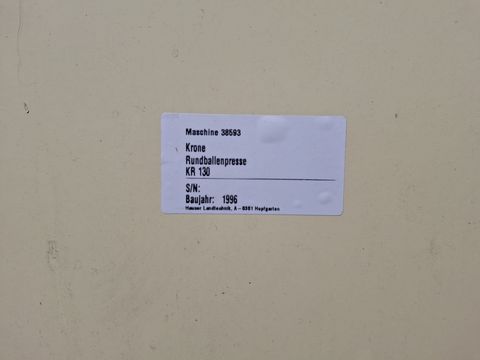 Maschine 38593
Krone
Rundballenpresse
KR 130
S/N:
Baujahr: 1996
Hauser Landtechnik, A - 6361 Hopfgarten